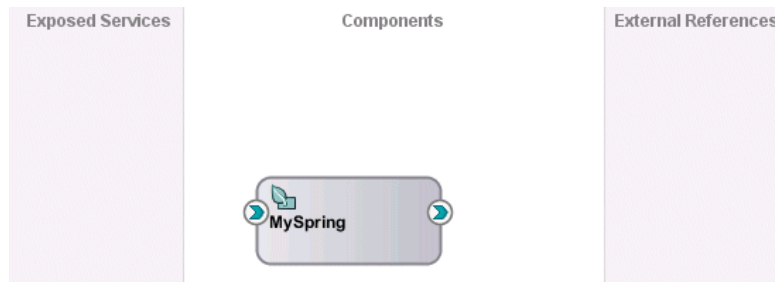 Exposed Services
Components
External References
MySpring